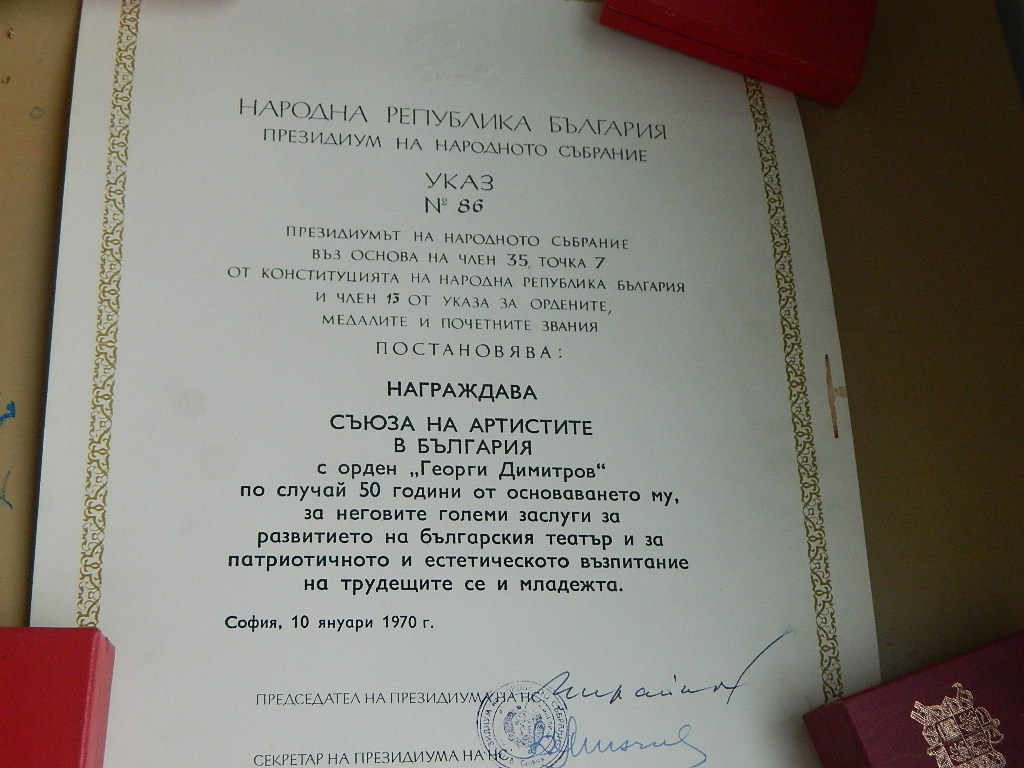 НАРОДНА РЕПУБЛИКА БЪЛГАРИЯ
ПРЕЗИДИУМ НА НАРОДНОТО СЪБРАНИЕ
УКАЗ
№ 86
ПРЕЗИДИУМЪТ НА НАРОДНОТО СЪБРАНИЕ
ВЪЗ ОСНОВА НА ЧЛЕН 35, ТОЧКА 7
ОТ КОНСТИТУЦИЯТА НА НАРОДНА РЕПУБЛИКА БЪЛГАРИЯ
И ЧЛЕН 13 ОТ УКАЗА ЗА ОРДЕНИТЕ,
МЕДАЛИТЕ И ПОЧЕТНИТЕ ЗВАНИЯ
ПОСТАНОВЯВА:
НАГРАЖДАВА
СЪЮЗА НА АРТИСТИТЕ
В БЪЛГАРИЯ
с орден „Георги Димитров“
по случай 50 години от основаването му,
за неговите големи заслуги за
развитието на българския театър и за
патриотичното и естетическото възпитание
на трудещите се и младежта.
София, 10 януари 1970 г.
ПРЕДСЕДАТЕЛ НА ПРЕЗИДИУМА НА НС:
СЕКРЕТАР НА ПРЕЗИДИУМА НА НС: